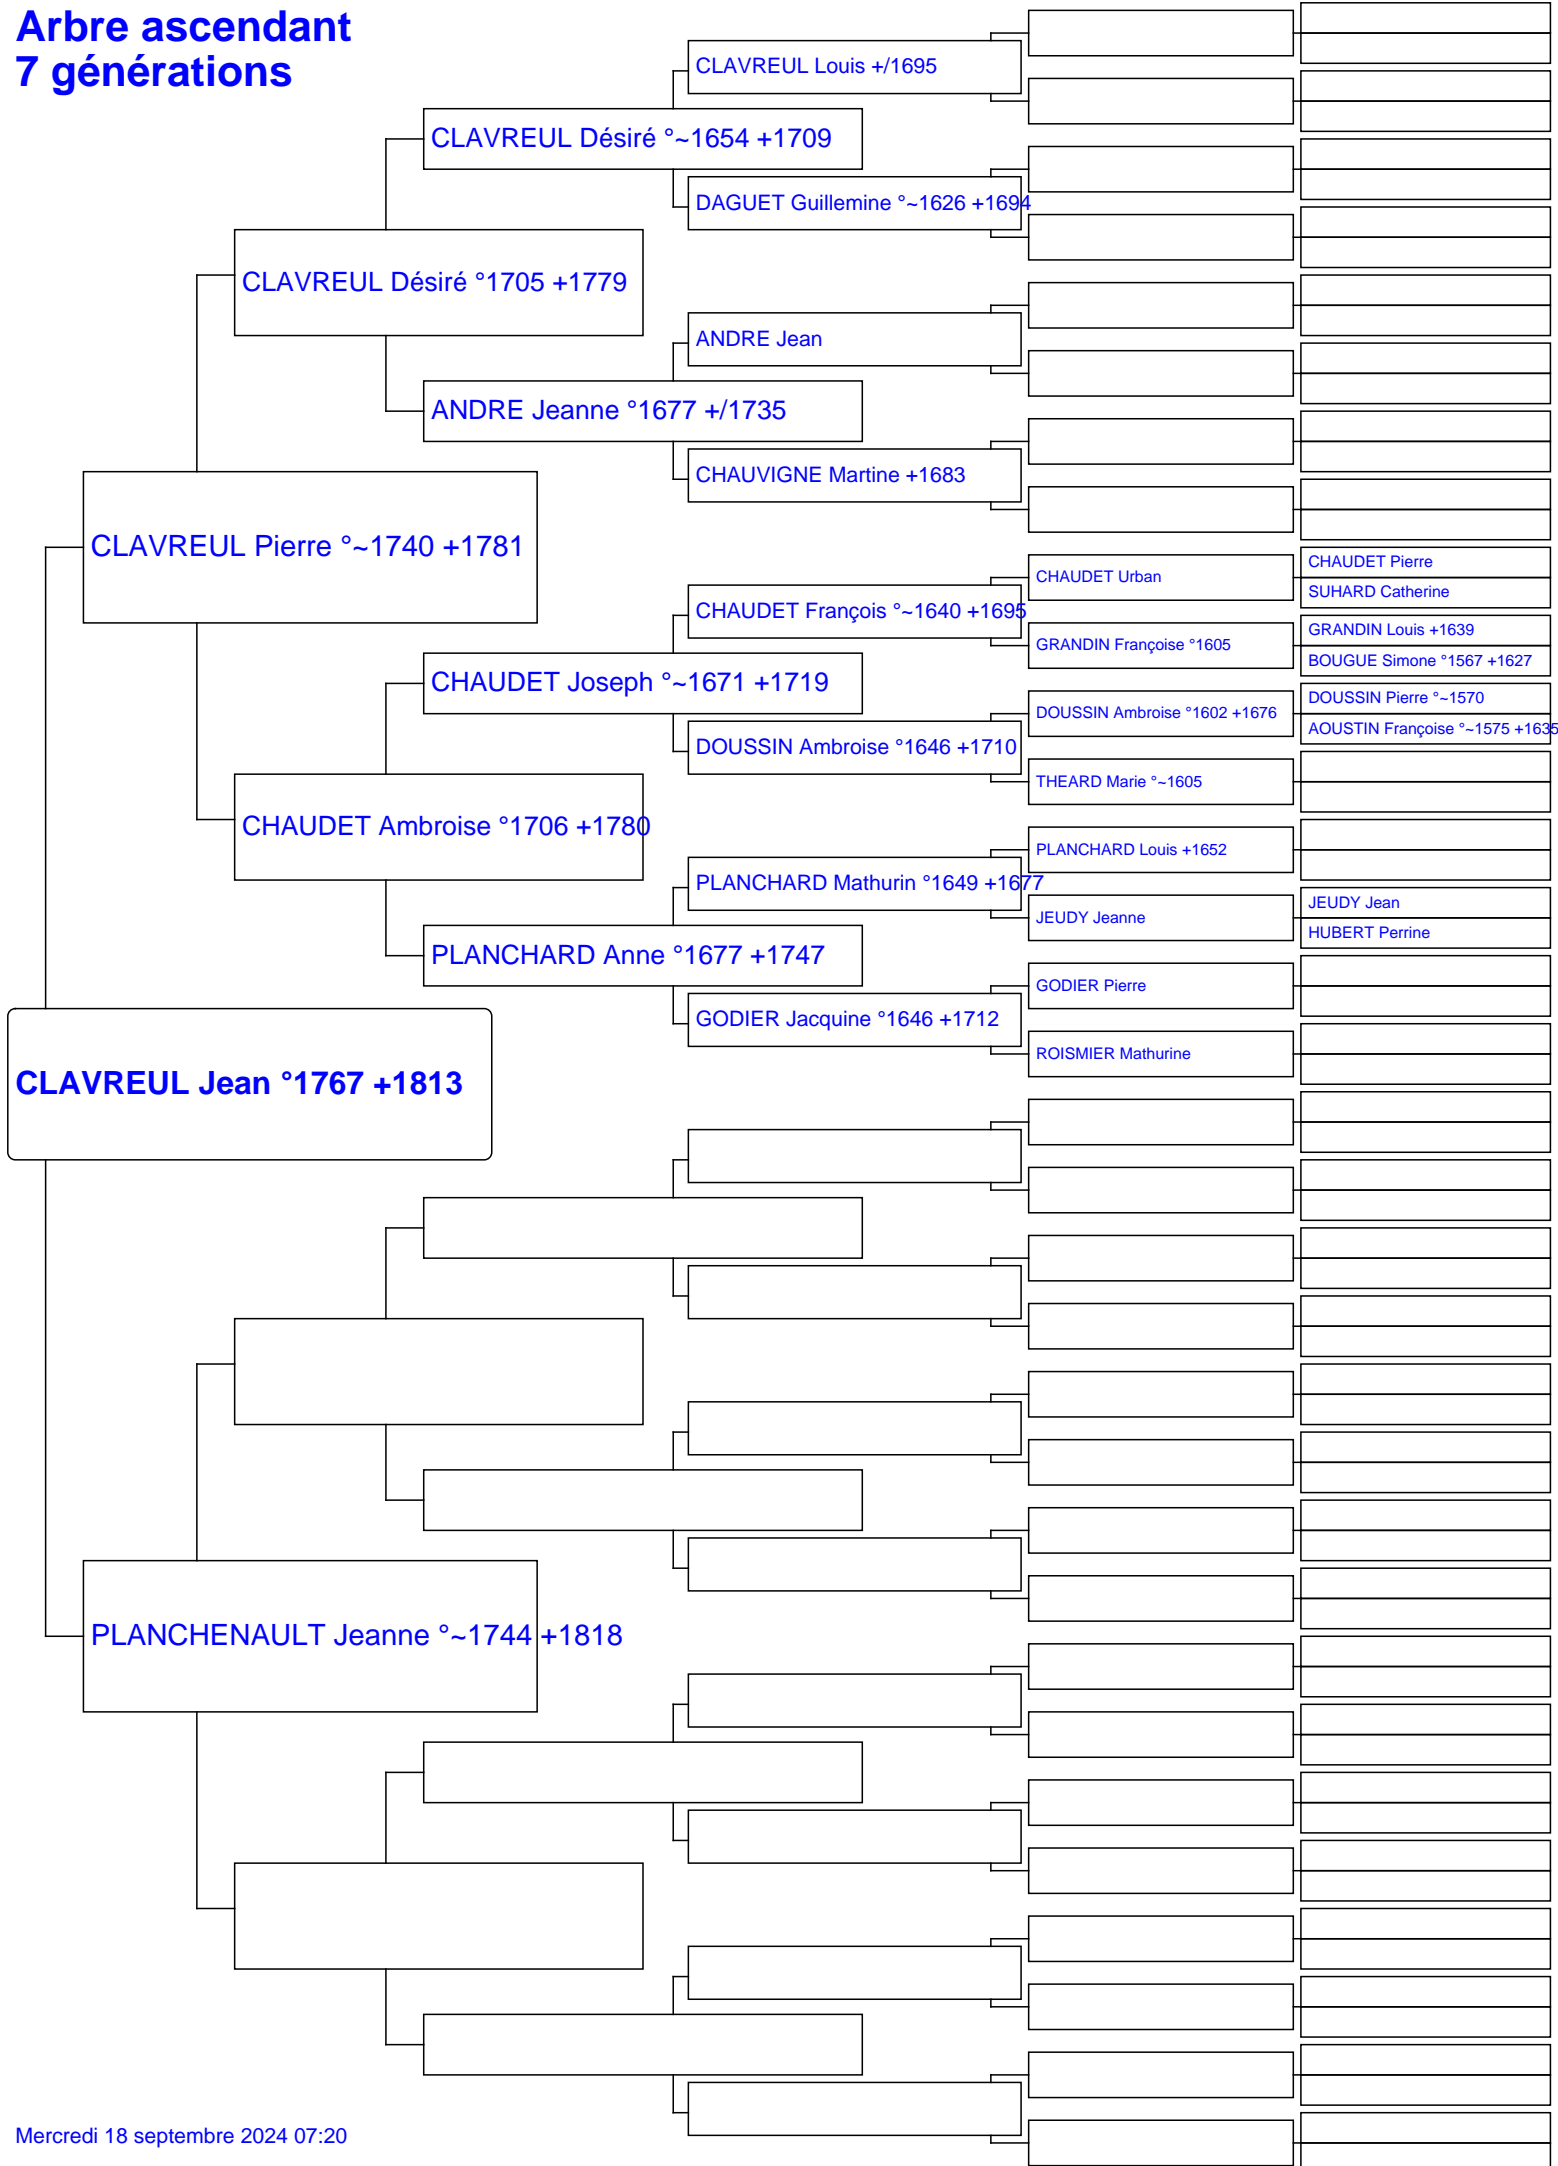 Arbre ascendant
7 générations
CLAVREUL Louis +/1695
CLAVREUL Désiré °~1654 +1709
DAGUET Guillemine °~1626 +1694
CLAVREUL Désiré °1705 +1779
ANDRE Jean
ANDRE Jeanne °1677 +/1735
CHAUVIGNE Martine +1683
CLAVREUL Pierre °~1740 +1781
CHAUDET Pierre
CHAUDET Urban
SUHARD Catherine
CHAUDET François °~1640 +1695
GRANDIN Louis +1639
GRANDIN Françoise °1605
BOUGUE Simone °1567 +1627
CHAUDET Joseph °~1671 +1719
DOUSSIN Pierre °~1570
DOUSSIN Ambroise °1602 +1676
AOUSTIN Françoise °~1575 +1635
DOUSSIN Ambroise °1646 +1710
THEARD Marie °~1605
CHAUDET Ambroise °1706 +1780
PLANCHARD Louis +1652
PLANCHARD Mathurin °1649 +1677
JEUDY Jean
JEUDY Jeanne
HUBERT Perrine
PLANCHARD Anne °1677 +1747
GODIER Pierre
GODIER Jacquine °1646 +1712
ROISMIER Mathurine
CLAVREUL Jean °1767 +1813
PLANCHENAULT Jeanne °~1744 +1818
Mercredi 18 septembre 2024 07:20